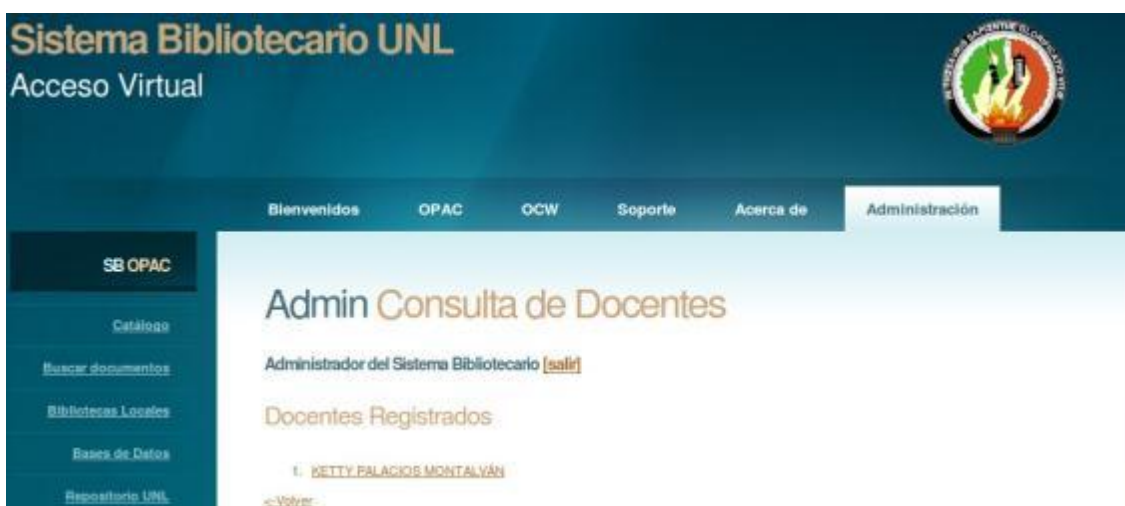 Sistema Bibliotecario UNL
Acceso Virtual
Bienvenidos OPAC OCW Soporte Acerca de Administración
SB OPAC
Catálogo
Buscar documentos
Bibliotecas Locales
Bases de Datos
Repositorio UNL
Admin Consulta de Docentes
Administrador del Sistema Bibliotecario [salir]
Docentes Registrados
1. KETTY PALACIOS MONTALVÁN
<-Volver